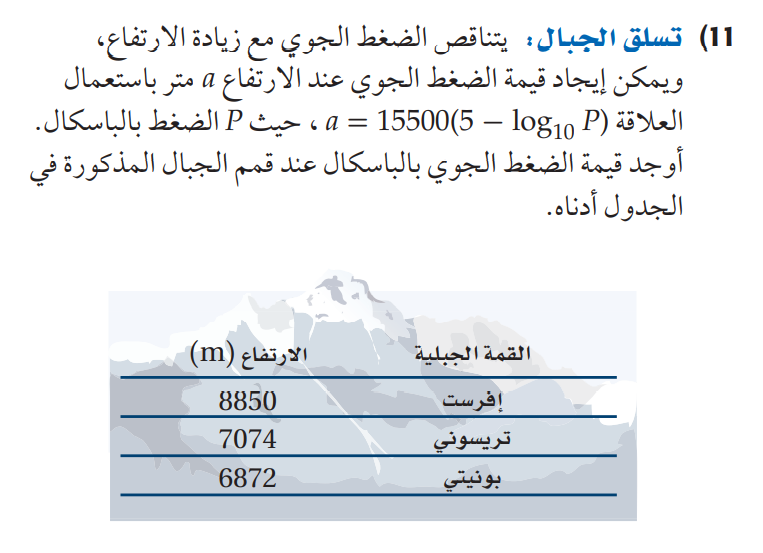 11) تسلق الجبال: يتناقص الضغط الجوي مع زيادة الارتفاع،
ويمكن إيجاد قيمة الضغط الجوي عند الارتفاع a متر باستعمال
العلاقة a = 15500(5 − log₁₀ P) ، حيث P الضغط بالباسكال.
أوجد قيمة الضغط الجوي بالباسكال عند قمم الجبال المذكورة في
الجدول أدناه.
القمة الجبلية الارتفاع (m)
إفرست 8850
تريسوني 7074
بونيتي 6872